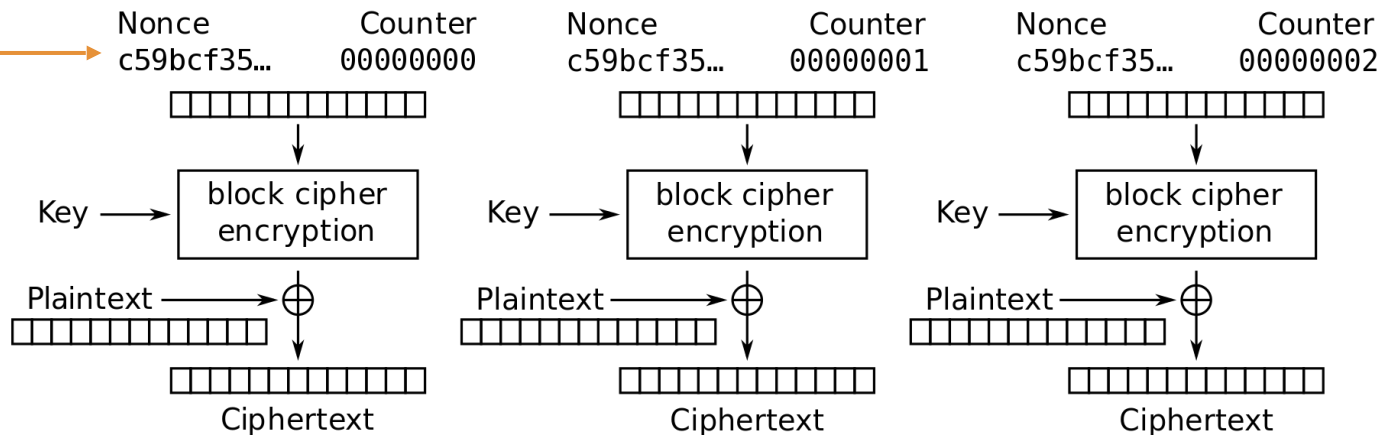 Nonce Counter
c59bcf35… 00000000
Key
block cipher
encryption
Plaintext
Ciphertext
Nonce Counter
c59bcf35… 00000001
Key
block cipher
encryption
Plaintext
Ciphertext
Nonce Counter
c59bcf35… 00000002
Key
block cipher
encryption
Plaintext
Ciphertext